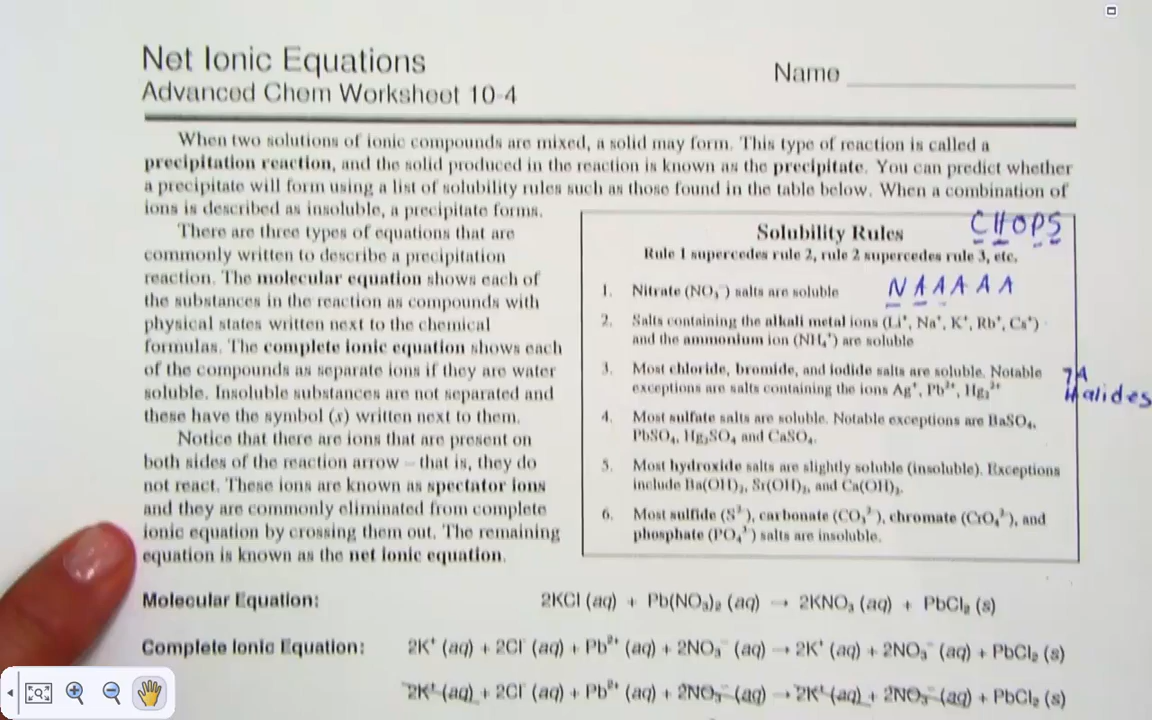 Net Ionic Equations
Advanced Chem Worksheet 10-4
Name
When two solutions of ionic compounds are mixed, a solid may form. This type of reaction is called a
precipitation reaction, and the solid produced in the reaction is known as the precipitate. You can predict whether
a precipitate will form using a list of solubility rules such as those found in the table below. When a combination of
ions is described as insoluble, a precipitate forms.
There are three types of equations that are
commonly written to describe a precipitation
reaction. The molecular equation shows each of
the substances in the reaction as compounds with
physical states written next to the chemical
formulas. The complete ionic equation shows each
of the compounds as separate ions if they are water
soluble. Insoluble substances are not separated and
these have the symbol (s) written next to them.
Notice that there are ions that are present on
both sides of the reaction arrow – that is, they do
not react. These ions are known as spectator ions
and they are commonly eliminated from complete
ionic equation by crossing them out. The remaining
equation is known as the net ionic equation.
CHOPS
Solubility Rules
Rule 1 supercedes rule 2, rule 2 supercedes rule 3, etc.
1. Nitrate (NO₃⁻) salts are soluble
NAAAAA
2. Salts containing the alkali metal ions (Li⁺, Na⁺, K⁺, Rb⁺, Cs⁺)
and the ammonium ion (NH₄⁺) are soluble
3. Most chloride, bromide, and iodide salts are soluble. Notable
exceptions are salts containing the ions Ag⁺, Pb²⁺, Hg₂²⁺
7A
Halides
4. Most sulfate salts are soluble. Notable exceptions are BaSO₄,
PbSO₄, Hg₂SO₄ and CaSO₄.
5. Most hydroxide salts are slightly soluble (insoluble). Exceptions
include Ba(OH)₂, Sr(OH)₂, and Ca(OH)₂.
6. Most sulfide (S²⁻), carbonate (CO₃²⁻), chromate (CrO₄²⁻), and
phosphate (PO₄³⁻) salts are insoluble.
Molecular Equation: 2KCl (aq) + Pb(NO₃)₂ (aq) → 2KNO₃ (aq) + PbCl₂ (s)
Complete Ionic Equation: 2K⁺ (aq) + 2Cl⁻ (aq) + Pb²⁺ (aq) + 2NO₃⁻ (aq) → 2K⁺ (aq) + 2NO₃⁻ (aq) + PbCl₂ (s)
2K⁺ (aq) + 2Cl⁻ (aq) + Pb²⁺ (aq) + 2NO₃⁻ (aq) → 2K⁺ (aq) + 2NO₃⁻ (aq) + PbCl₂ (s)